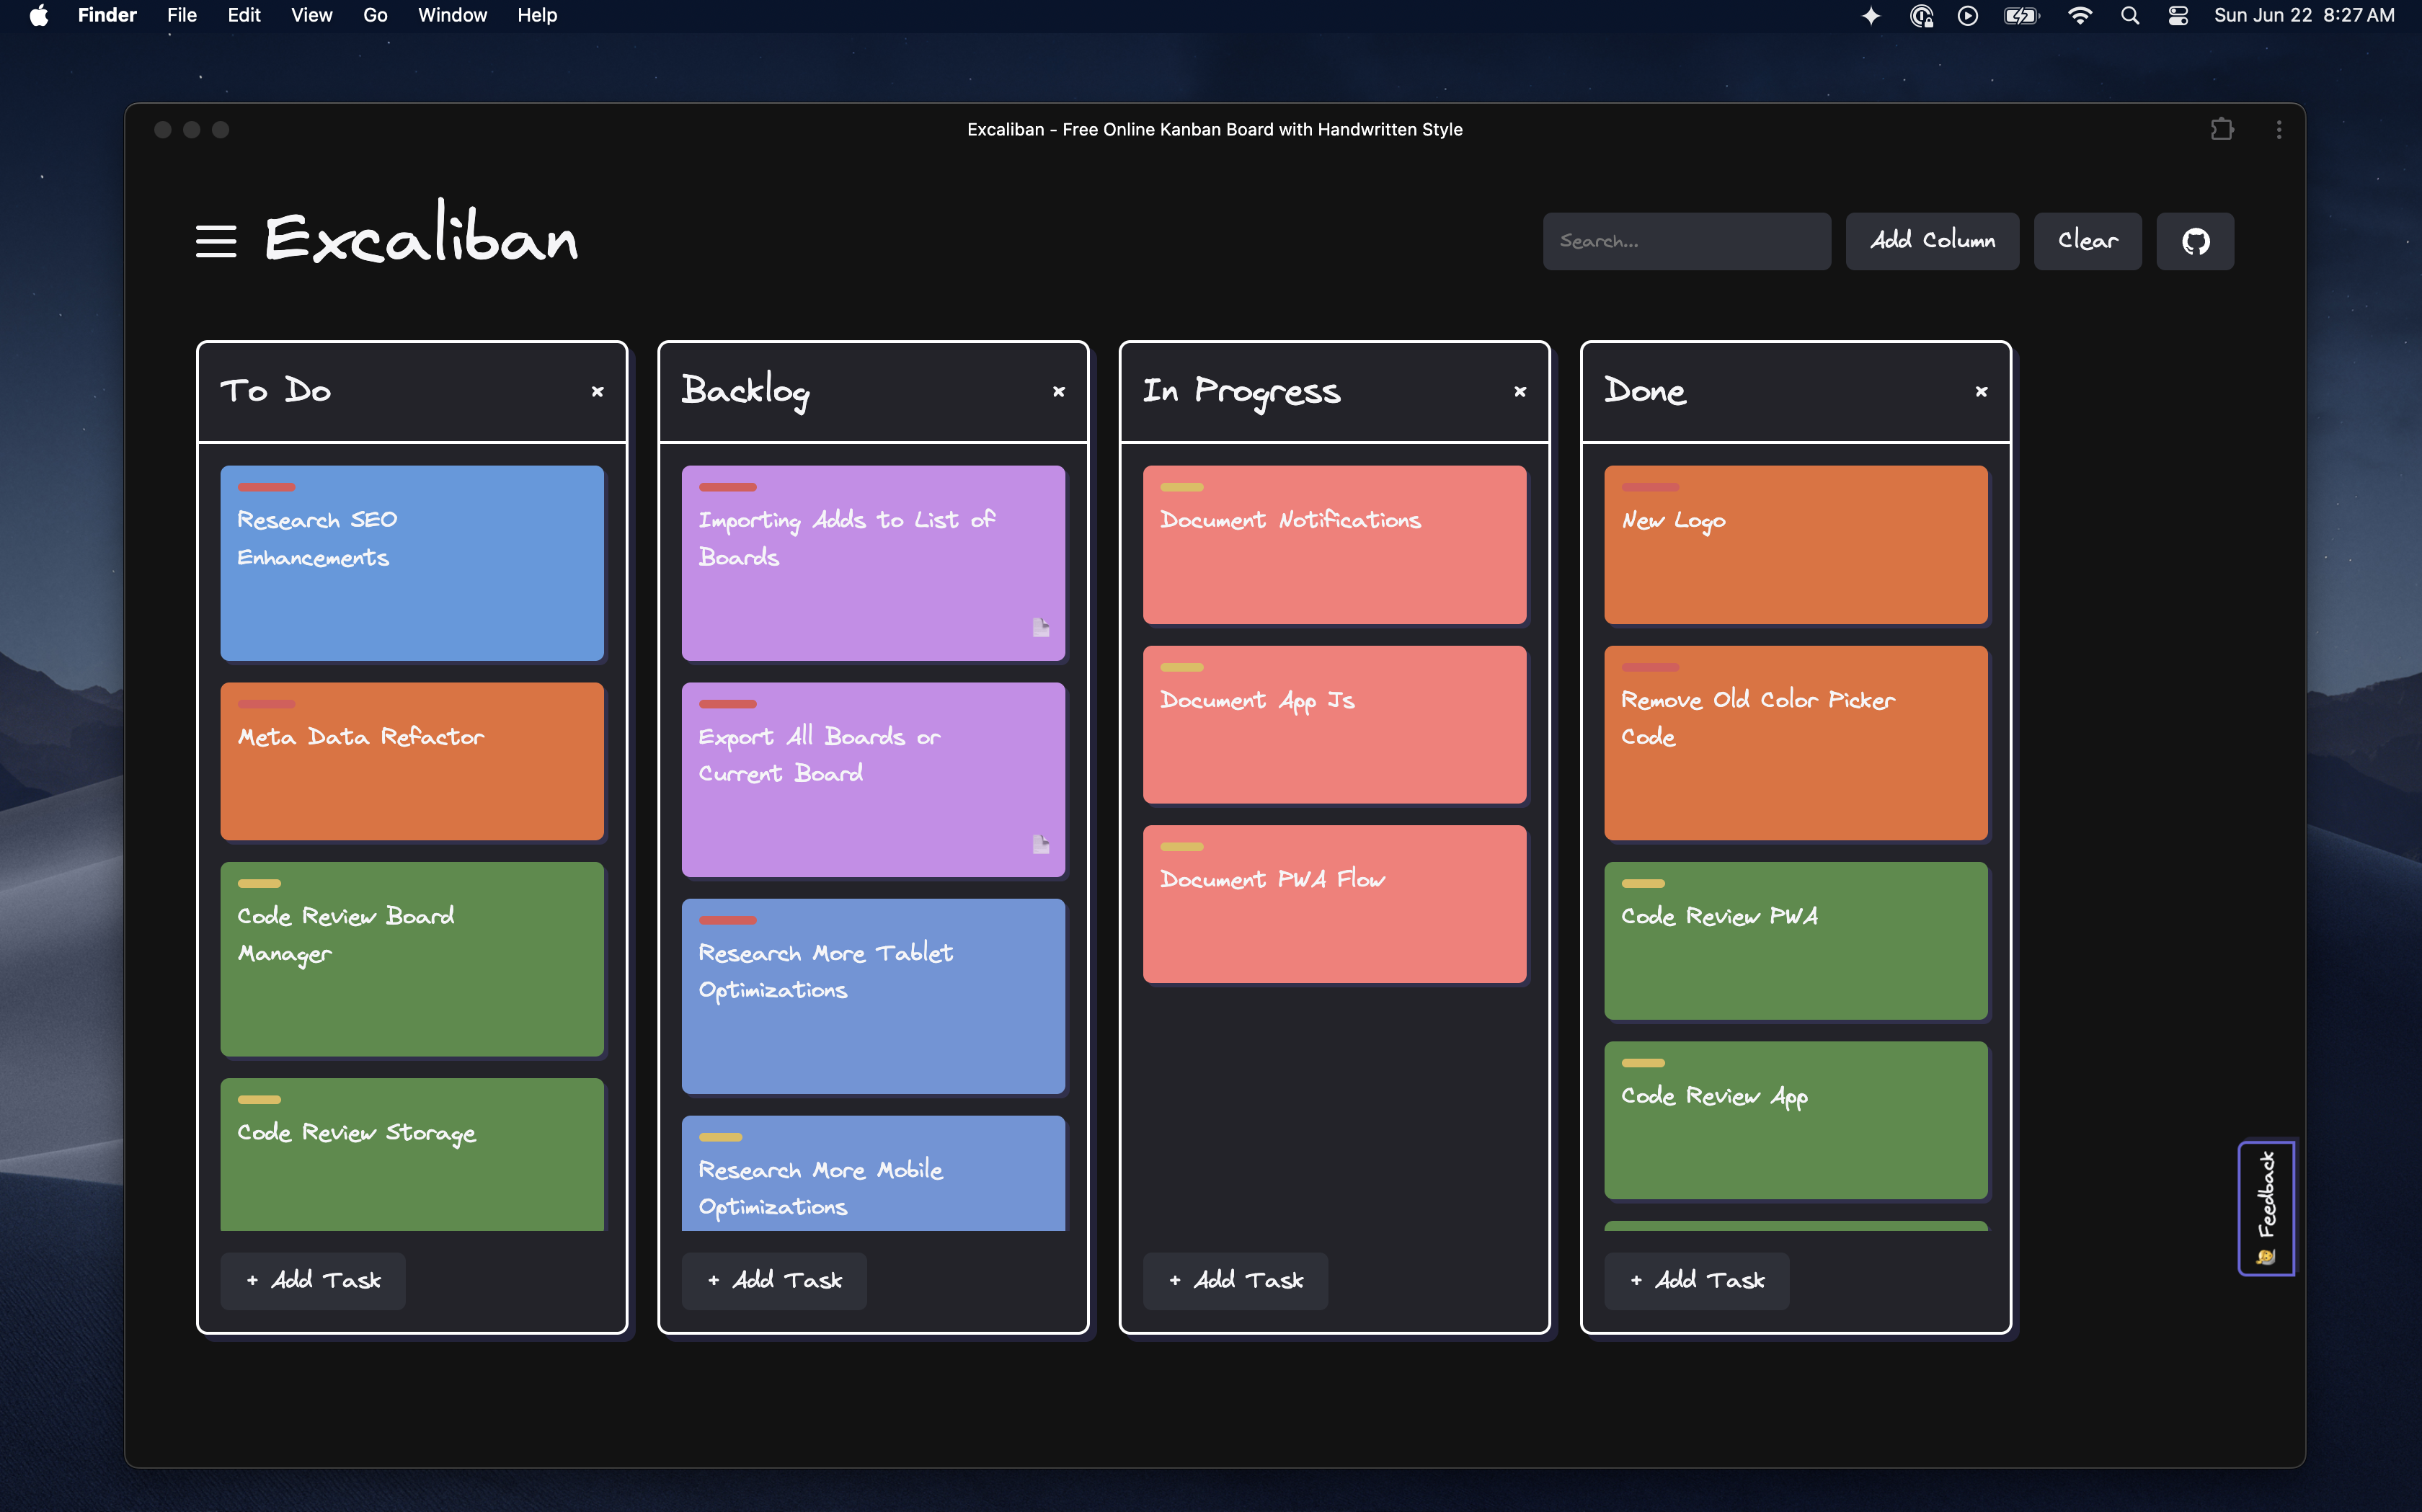 Finder File Edit View Go Window Help Sun Jun 22 8:27 AM
Excaliban - Free Online Kanban Board with Handwritten Style
Excaliban
Search...
Add Column
Clear
To Do ×
Research SEO
Enhancements
Meta Data Refactor
Code Review Board
Manager
Code Review Storage
+ Add Task
Backlog ×
Importing Adds to List of
Boards
Export All Boards or
Current Board
Research More Tablet
Optimizations
Research More Mobile
Optimizations
+ Add Task
In Progress ×
Document Notifications
Document App Js
Document PWA Flow
+ Add Task
Done ×
New Logo
Remove Old Color Picker
Code
Code Review PWA
Code Review App
+ Add Task
Feedback